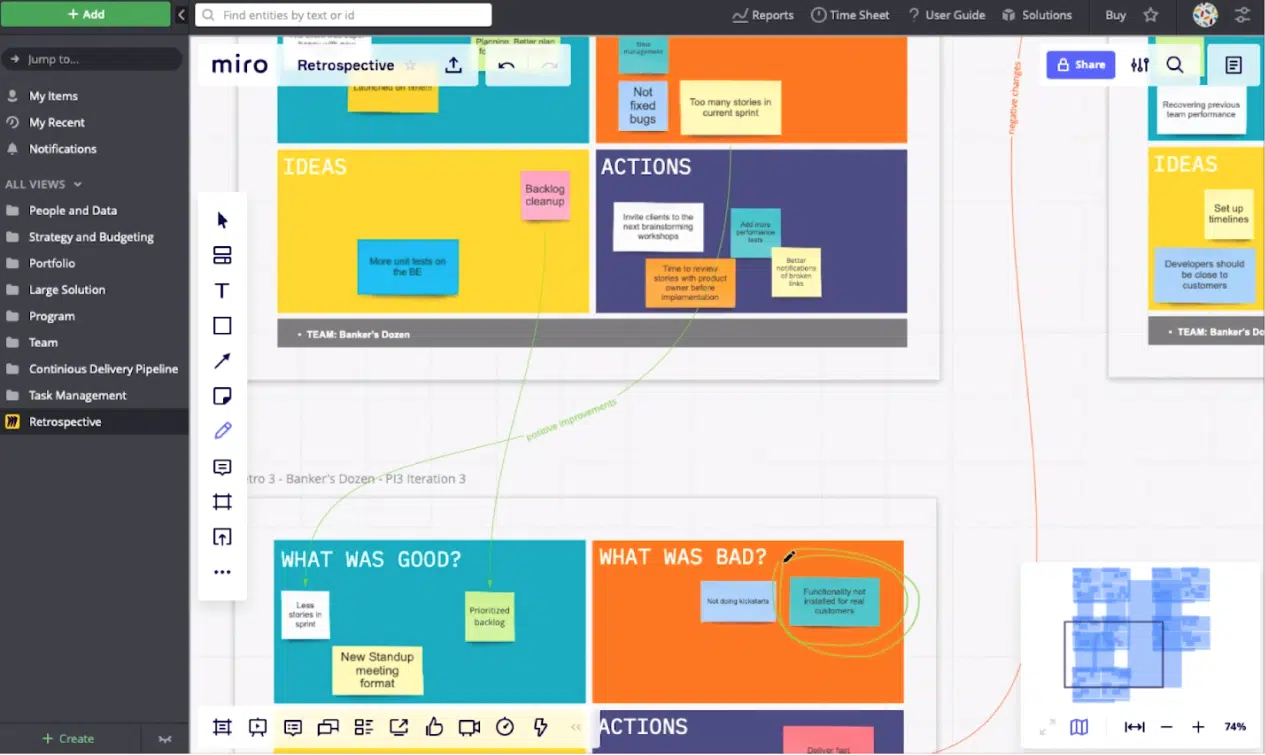 + Add
Find entities by text or id
Reports
Time Sheet
? User Guide
Solutions
Buy
Jump to...
My Items
My Recent
Notifications
ALL VIEWS
People and Data
Strategy and Budgeting
Portfolio
Large Solution
Program
Team
Continious Delivery Pipeline
Task Management
Retrospective
+ Create
miro
Retrospective
Share
Planning. Better plan
Launched on time!!!
management
Not
fixed
bugs
Too many stories in
current sprint
negative changes
Recovering previous
team performance
IDEAS
Backlog
cleanup
More unit tests on
the BE
ACTIONS
Invite clients to the
next brainstorming
workshops
Add more
performance
tests
Time to review
stories with product
owner before
implementation
Better
notifications
of broken
links
• TEAM: Banker's Dozen
IDEAS
Set up
timelines
Developers should
be close to
customers
• TEAM: Banker's Do
positive improvements
etro 3 - Banker's Dozen - PI3 Iteration 3
WHAT WAS GOOD?
Less
stories in
sprint
Prioritized
backlog
New Standup
meeting
format
WHAT WAS BAD?
Not doing kickstarts
Functionality not
installed for real
customers
ACTIONS
Deliver fast
74%